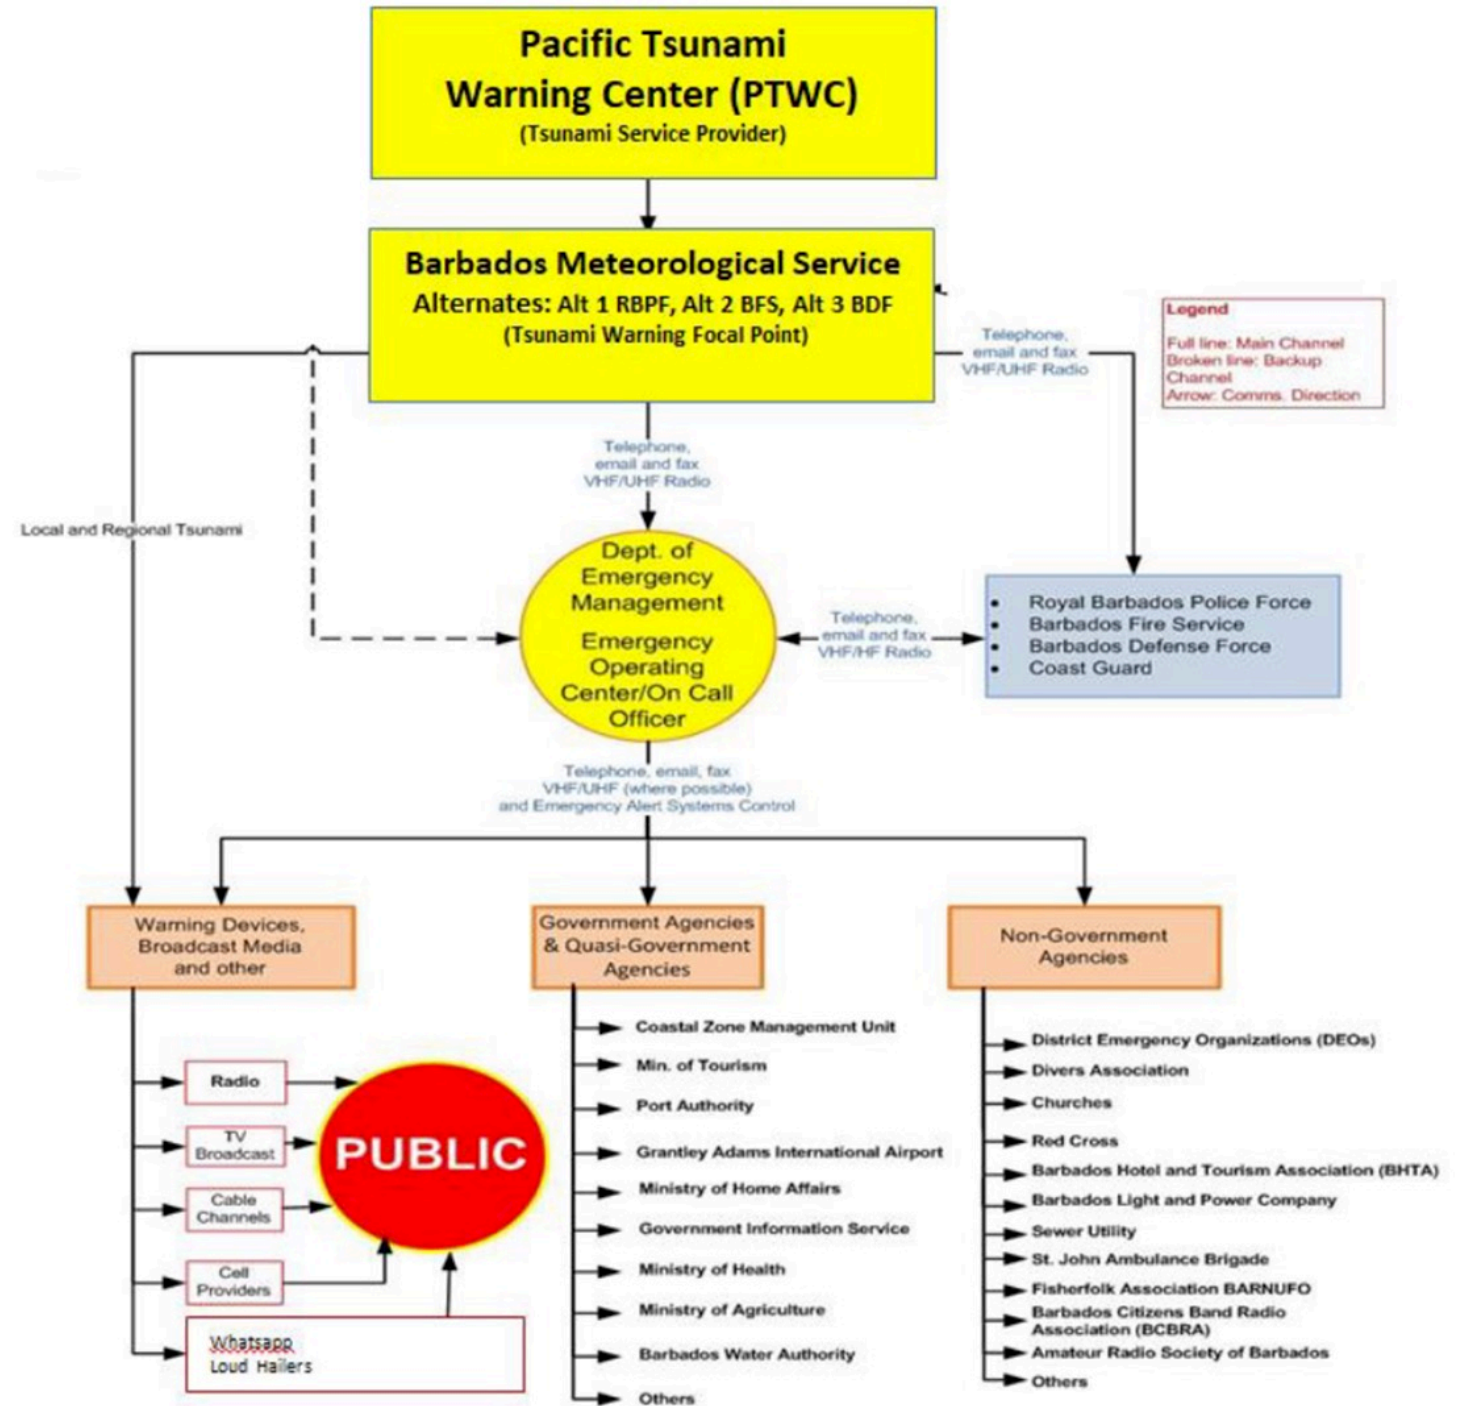 Pacific Tsunami
Warning Center (PTWC)
(Tsunami Service Provider)
Barbados Meteorological Service
Alternates: Alt 1 RBPF, Alt 2 BFS, Alt 3 BDF
(Tsunami Warning Focal Point)
Telephone,
email and fax
VHF/UHF Radio
Legend
Full line: Main Channel
Broken line: Backup
Channel
Arrow: Comms. Direction
Telephone,
email and fax
VHF/UHF Radio
Local and Regional Tsunami
Dept. of
Emergency
Management
Emergency
Operating
Center/On Call
Officer
Telephone,
email and fax
VHF/HF Radio
• Royal Barbados Police Force
• Barbados Fire Service
• Barbados Defense Force
• Coast Guard
Telephone, email, fax
VHF/UHF (where possible)
and Emergency Alert Systems Control
Warning Devices,
Broadcast Media
and other
Radio
TV
Broadcast
Cable
Channels
Cell
Providers
Whatsapp
Loud Hailers
PUBLIC
Government Agencies
& Quasi-Government
Agencies
Coastal Zone Management Unit
Min. of Tourism
Port Authority
Grantley Adams International Airport
Ministry of Home Affairs
Government Information Service
Ministry of Health
Ministry of Agriculture
Barbados Water Authority
Others
Non-Government
Agencies
District Emergency Organizations (DEOs)
Divers Association
Churches
Red Cross
Barbados Hotel and Tourism Association (BHTA)
Barbados Light and Power Company
Sewer Utility
St. John Ambulance Brigade
Fisherfolk Association BARNUFO
Barbados Citizens Band Radio
Association (BCBRA)
Amateur Radio Society of Barbados
Others